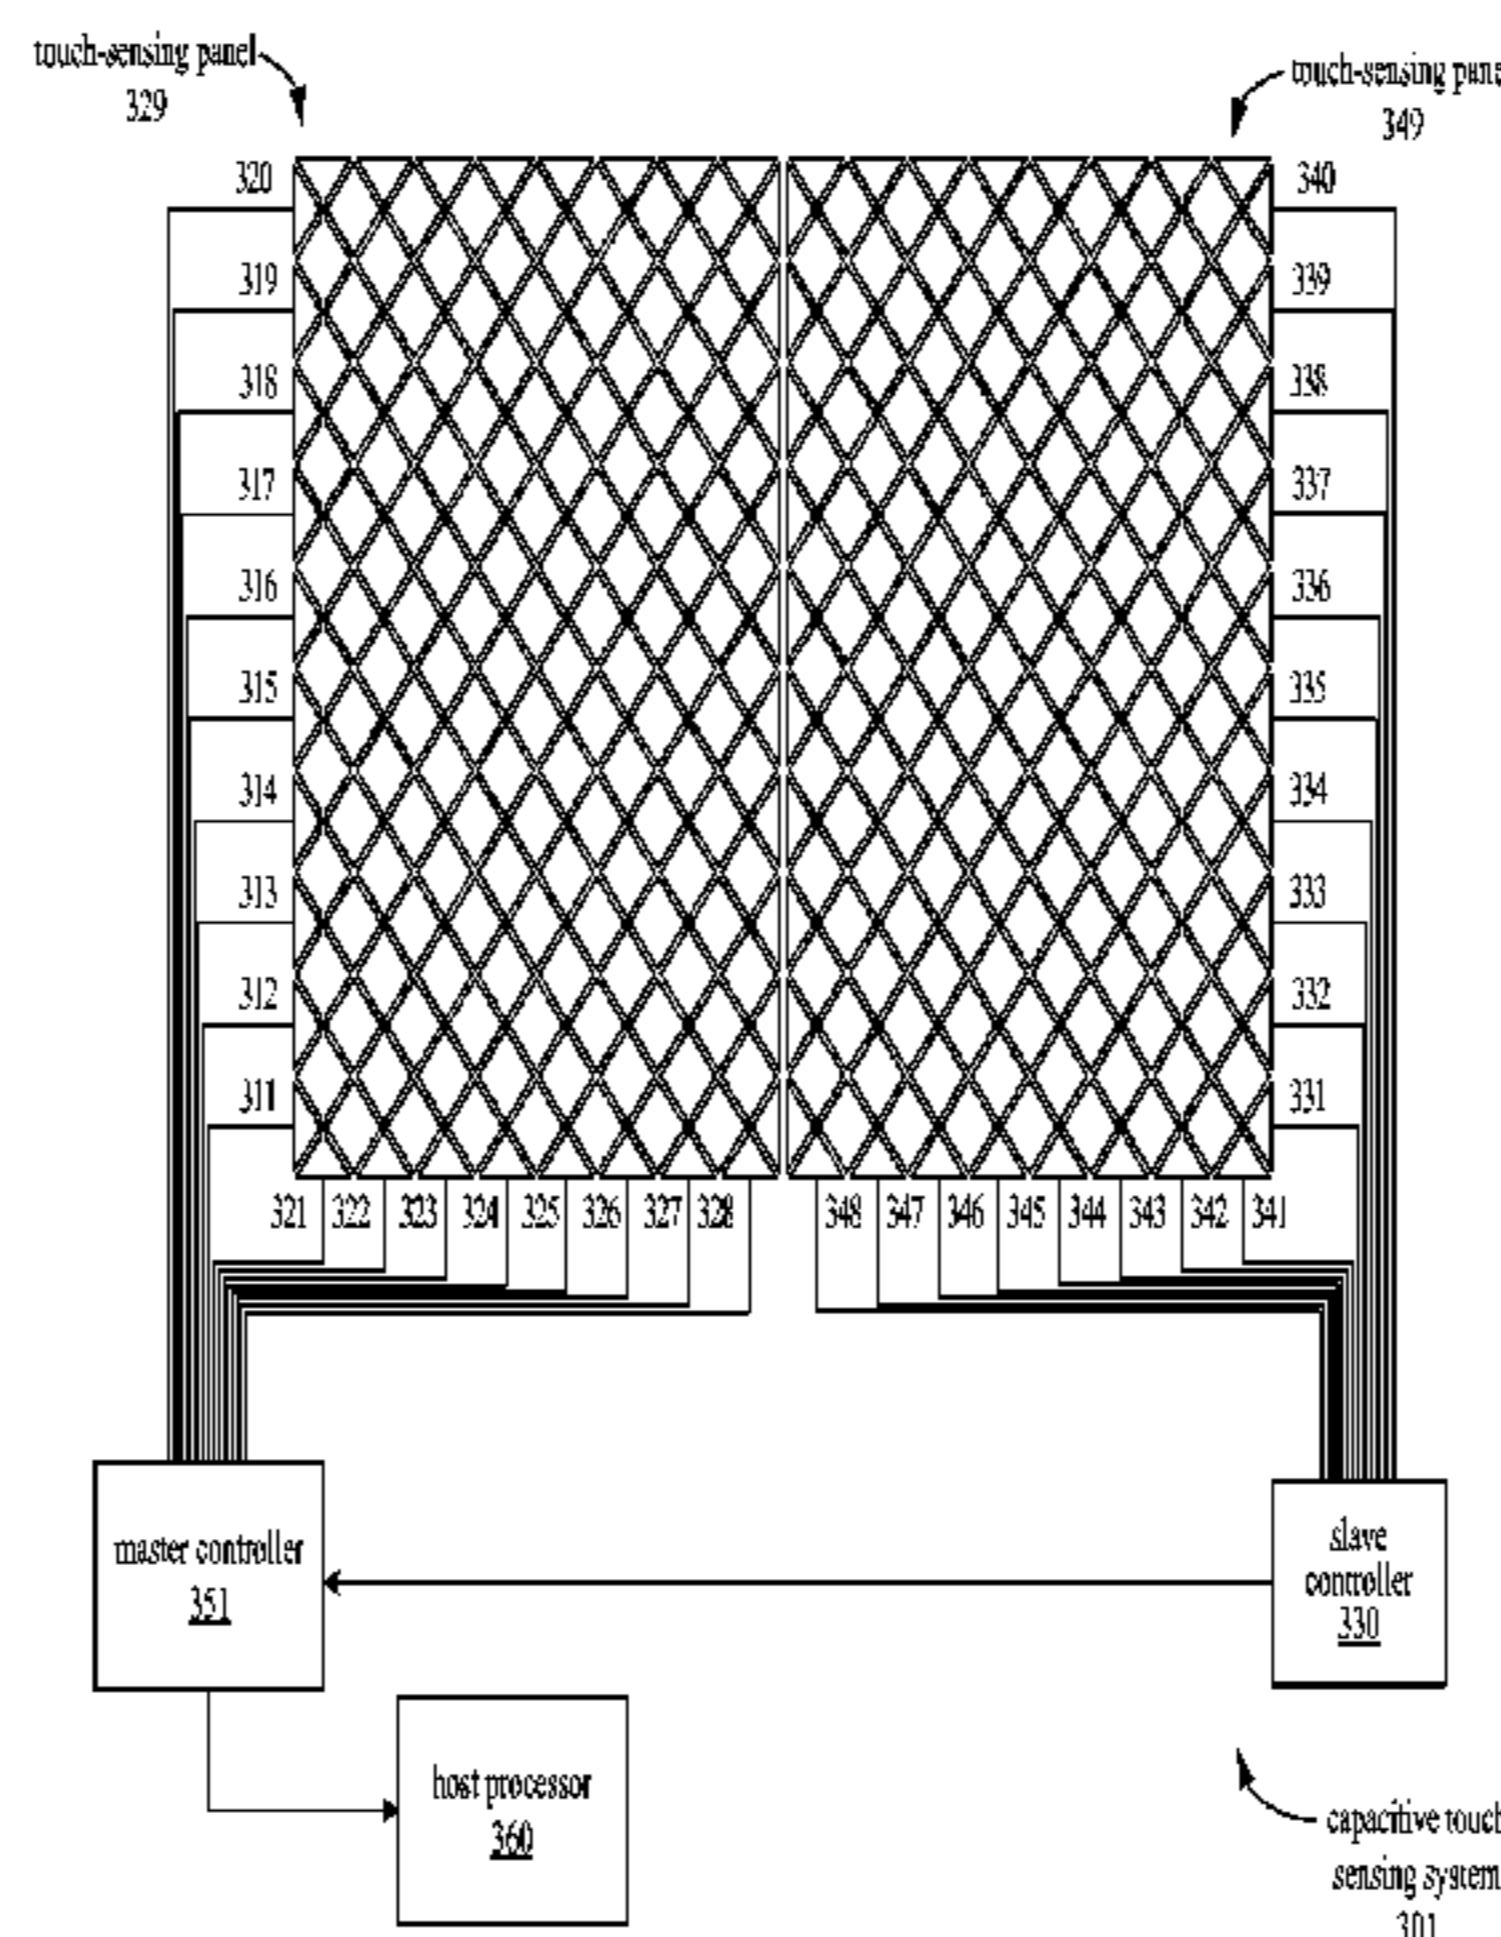 touch-sensing panel
329
touch-sensing pane
349
320
340
319
339
318
338
317
337
316
336
315
335
314
334
313
333
312
332
311
331
321 322 323 324 325 326 327 328 348 347 346 345 344 343 342 341
master controller
351
slave
controller
330
host processor
360
capacitive touch
sensing system
301